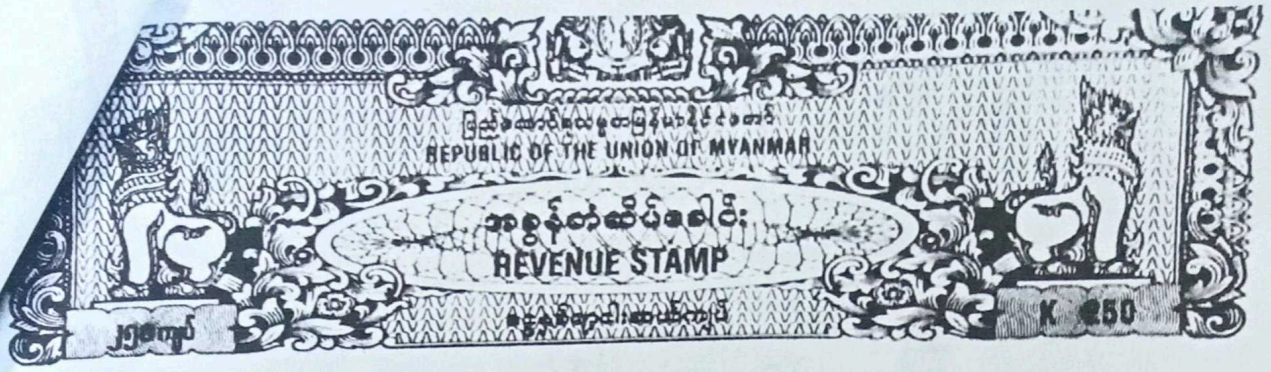 ပြည်ထောင်စုသမ္မတမြန်မာနိုင်ငံတော်
REPUBLIC OF THE UNION OF MYANMAR
အစွန်တံဆိပ်ခေါင်း
REVENUE STAMP
၂၅၀ကျပ်
K 250